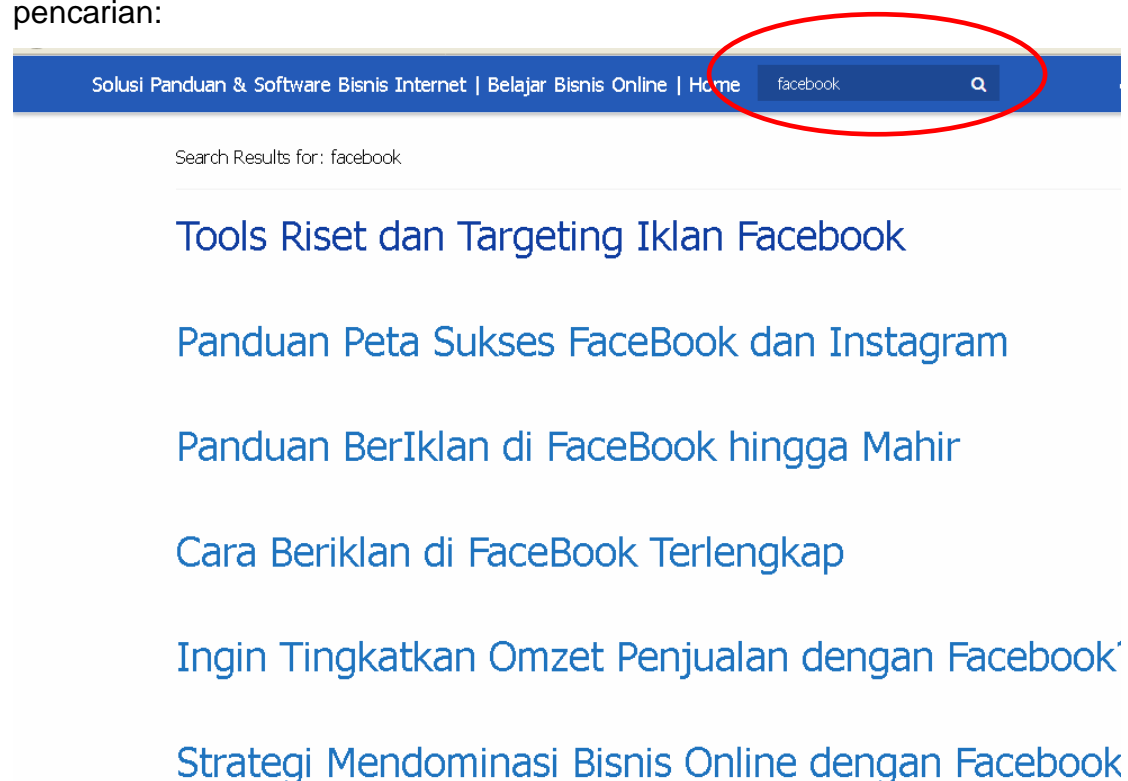 pencarian:
Solusi Panduan & Software Bisnis Internet | Belajar Bisnis Online | Home facebook
Search Results for: facebook
Tools Riset dan Targeting Iklan Facebook
Panduan Peta Sukses FaceBook dan Instagram
Panduan BerIklan di FaceBook hingga Mahir
Cara Beriklan di FaceBook Terlengkap
Ingin Tingkatkan Omzet Penjualan dengan Facebook?
Strategi Mendominasi Bisnis Online dengan Facebook